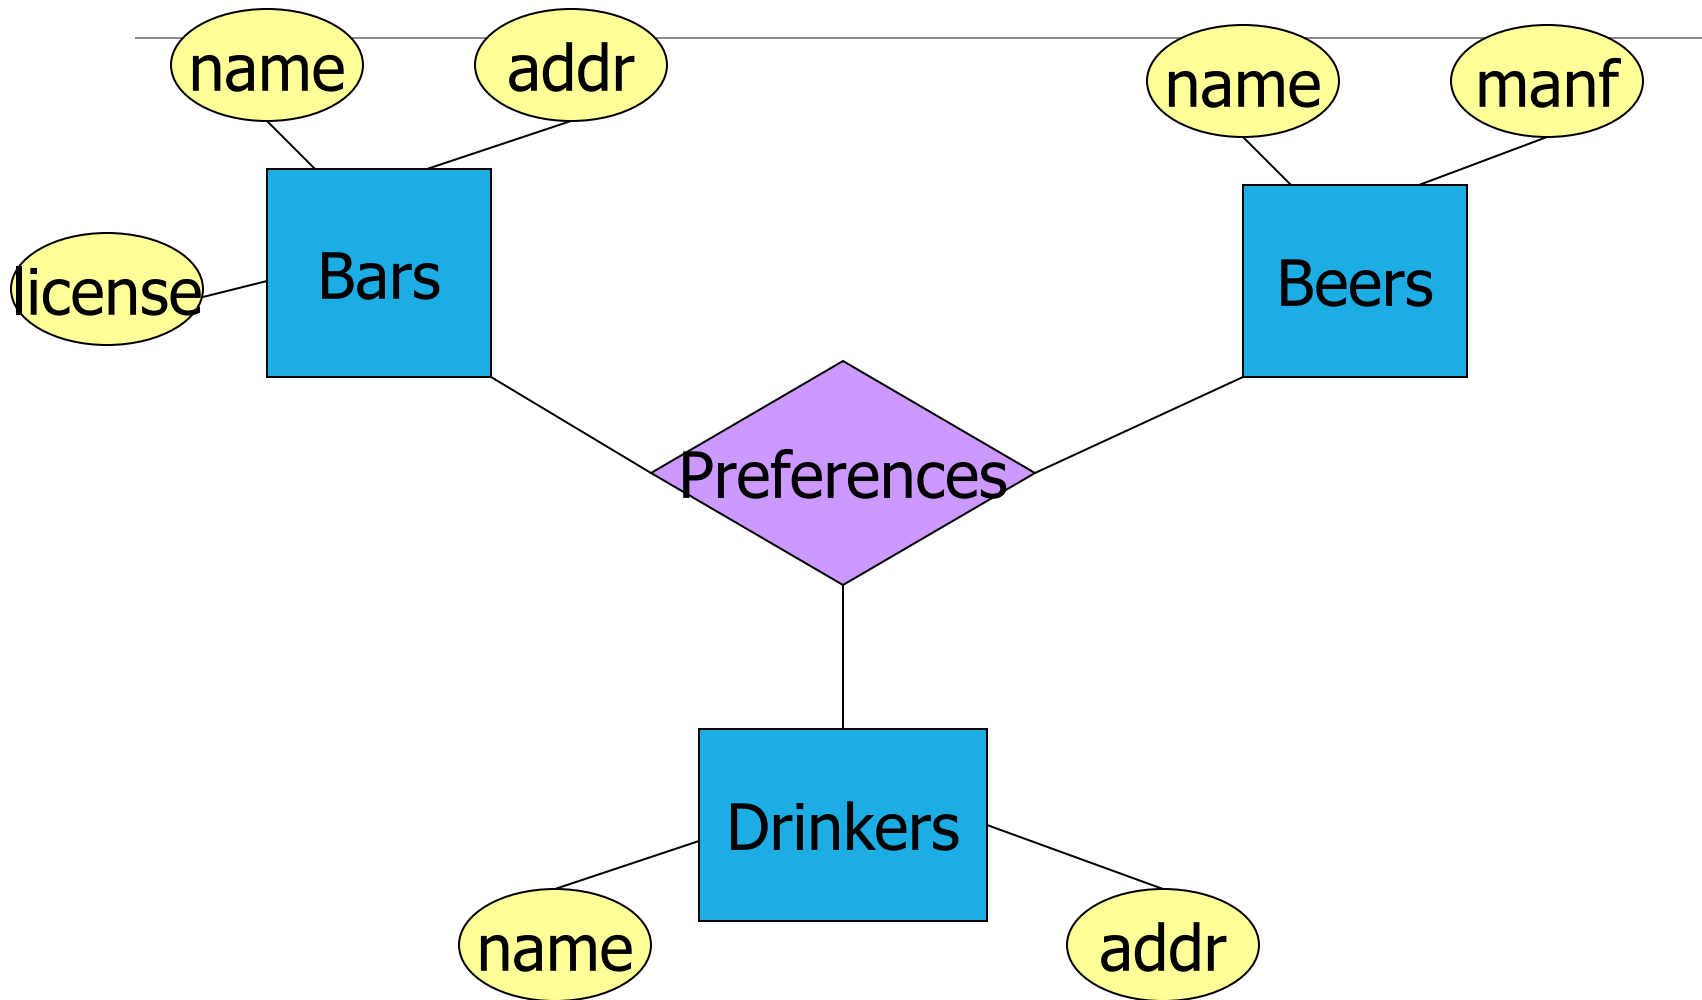 name
addr
name
manf
license
Bars
Beers
Preferences
Drinkers
name
addr